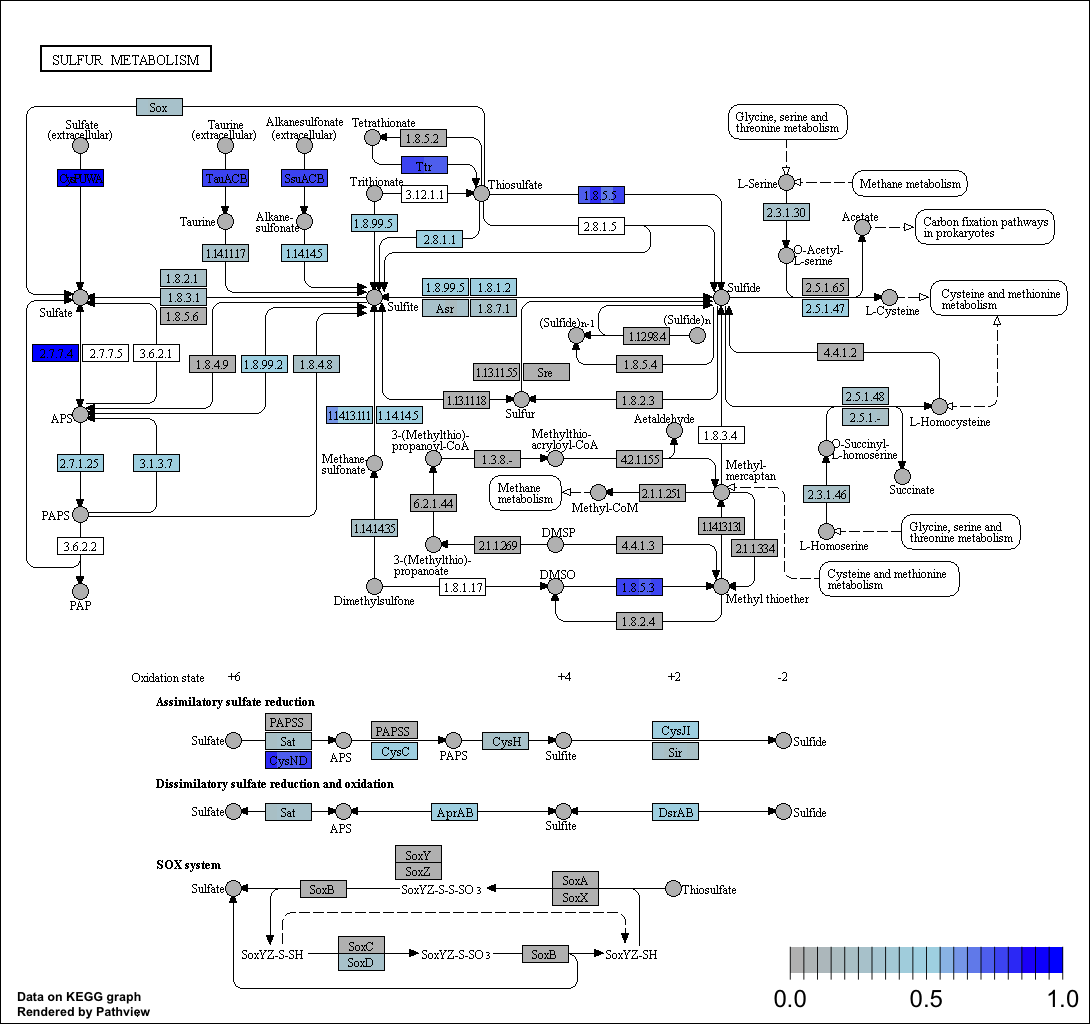 SULFUR METABOLISM
Sox
Sulfate
(extracellular)
Taurine
(extracellular)
Alkanesulfonate
(extracellular)
Tetrathionate
1.8.5.2
Ttr
TauACB
SsuACB
Trithionate
3.12.1.1
Thiosulfate
1.8.5.5
Glycine, serine and
threonine metabolism
L-Serine
Methane metabolism
2.3.1.30
Acetate
Carbon fixation pathways
in prokaryotes
Taurine
Alkane-
sulfonate
1.8.99.5
2.8.1.1
2.8.1.5
O-Acetyl-
L-serine
1.14.11.17
1.14.14.5
1.8.2.1
1.8.3.1
1.8.5.6
Sulfate
Sulfite
1.8.99.5
1.8.1.2
Asr
1.8.7.1
Sulfide
2.5.1.65
2.5.1.47
L-Cysteine
Cysteine and methionine
metabolism
(Sulfide)n-1
1.12.98.4
(Sulfide)n
1.8.5.4
2.7.7.4
2.7.7.5
3.6.2.1
1.8.4.9
1.8.99.2
1.8.4.8
1.13.11.55
Sre
4.4.1.2
1.13.11.18
Sulfur
1.8.2.3
2.5.1.48
2.5.1.-
L-Homocysteine
APS
1.14.13.111
1.14.14.5
Aetaldehyde
1.8.3.4
3-(Methylthio)-
propanoyl-CoA
Methylthio-
acryloyl-CoA
O-Succinyl-
L-homoserine
2.7.1.25
3.1.3.7
Methane-
sulfonate
1.3.8.-
4.2.1.155
Methyl-
mercaptan
Succinate
Methane
metabolism
Methyl-CoM
2.1.1.251
2.3.1.46
6.2.1.44
PAPS
1.14.14.35
1.14.13.131
L-Homoserine
Glycine, serine and
threonine metabolism
3.6.2.2
2.1.1.269
DMSP
4.4.1.3
2.1.1.334
3-(Methylthio)-
propanoate
DMSO
Cysteine and methionine
metabolism
PAP
Dimethylsulfone
1.8.1.17
1.8.5.3
Methyl thioether
1.8.2.4
Oxidation state +6 +4 +2 -2
Assimilatory sulfate reduction
PAPSS
Sat
CysND
Sulfate
APS
PAPSS
CysC
PAPS
CysH
Sulfite
CysJI
Sir
Sulfide
Dissimilatory sulfate reduction and oxidation
Sulfate
Sat
APS
AprAB
Sulfite
DsrAB
Sulfide
SOX system
SoxY
SoxZ
Sulfate
SoxB
SoxYZ-S-S-SO3
SoxA
SoxX
Thiosulfate
SoxYZ-S-SH
SoxC
SoxD
SoxYZ-S-SO3
SoxB
SoxYZ-SH
0.0 0.5 1.0
Data on KEGG graph
Rendered by Pathview